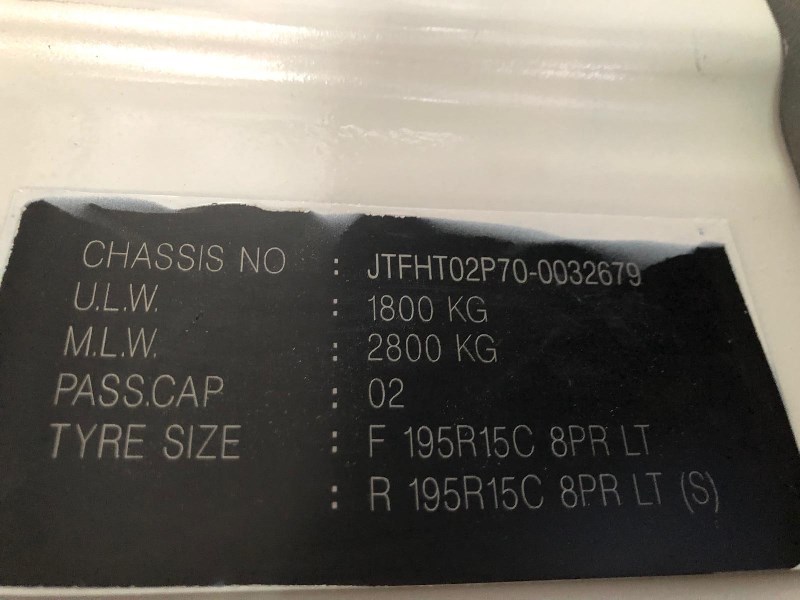 CHASSIS NO : JTFHT02P70-0032679
U.L.W. : 1800 KG
M.L.W. : 2800 KG
PASS.CAP : 02
TYRE SIZE : F 195R15C 8PR LT
: R 195R15C 8PR LT (S)